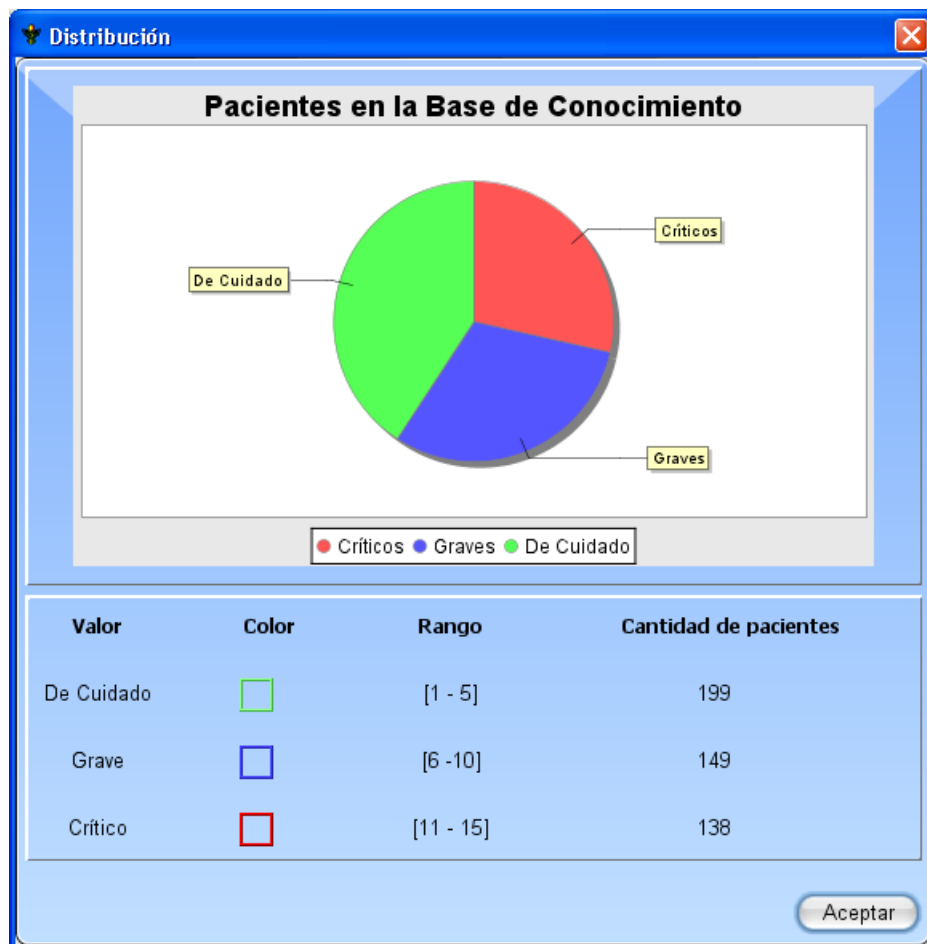 Distribución
Pacientes en la Base de Conocimiento
Críticos
De Cuidado
Graves
Críticos Graves De Cuidado
Valor Color Rango Cantidad de pacientes
De Cuidado [1 - 5] 199
Grave [6 -10] 149
Crítico [11 - 15] 138
Aceptar